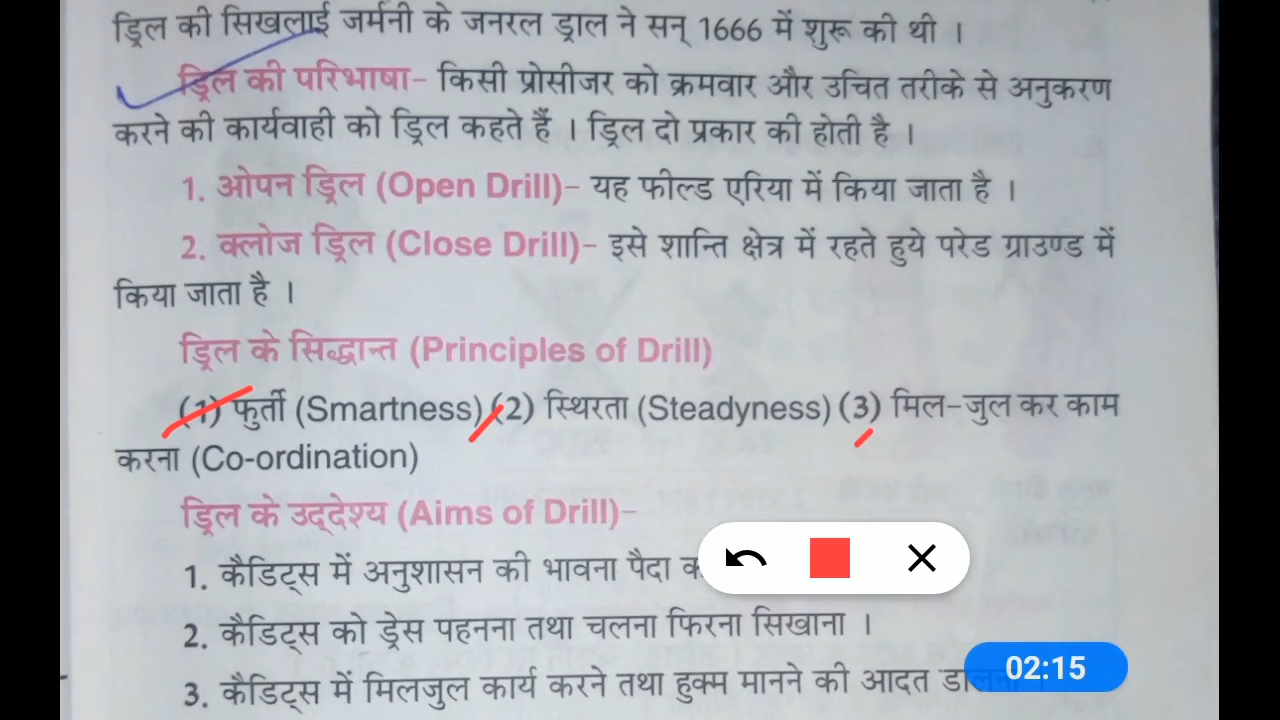 ड्रिल की सिखलाई जर्मनी के जनरल ड्राल ने सन् 1666 में शुरू की थी ।
ड्रिल की परिभाषा– किसी प्रोसीजर को क्रमवार और उचित तरीके से अनुकरण
करने की कार्यवाही को ड्रिल कहते हैं । ड्रिल दो प्रकार की होती है ।
1. ओपन ड्रिल (Open Drill)– यह फील्ड एरिया में किया जाता है ।
2. क्लोज ड्रिल (Close Drill)– इसे शान्ति क्षेत्र में रहते हुये परेड ग्राउण्ड में
किया जाता है ।
ड्रिल के सिद्धान्त (Principles of Drill)
(1) फुर्ती (Smartness) (2) स्थिरता (Steadyness) (3) मिल-जुल कर काम
करना (Co-ordination)
ड्रिल के उद्देश्य (Aims of Drill)–
1. कैडिट्स में अनुशासन की भावना पैदा
2. कैडिट्स को ड्रेस पहनना तथा चलना फिरना सिखाना ।
3. कैडिट्स में मिलजुल कार्य करने तथा हुक्म मानने की आदत डालना ।
02:15